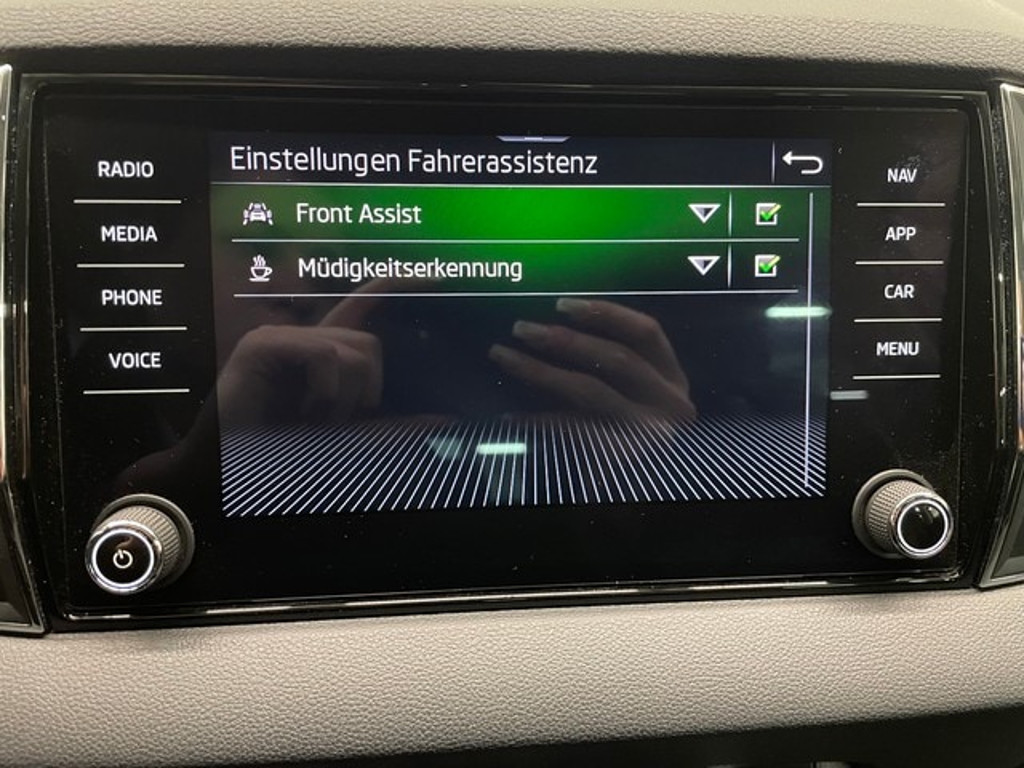 RADIO
MEDIA
PHONE
VOICE
Einstellungen Fahrerassistenz
Front Assist
Müdigkeitserkennung
NAV
APP
CAR
MENU